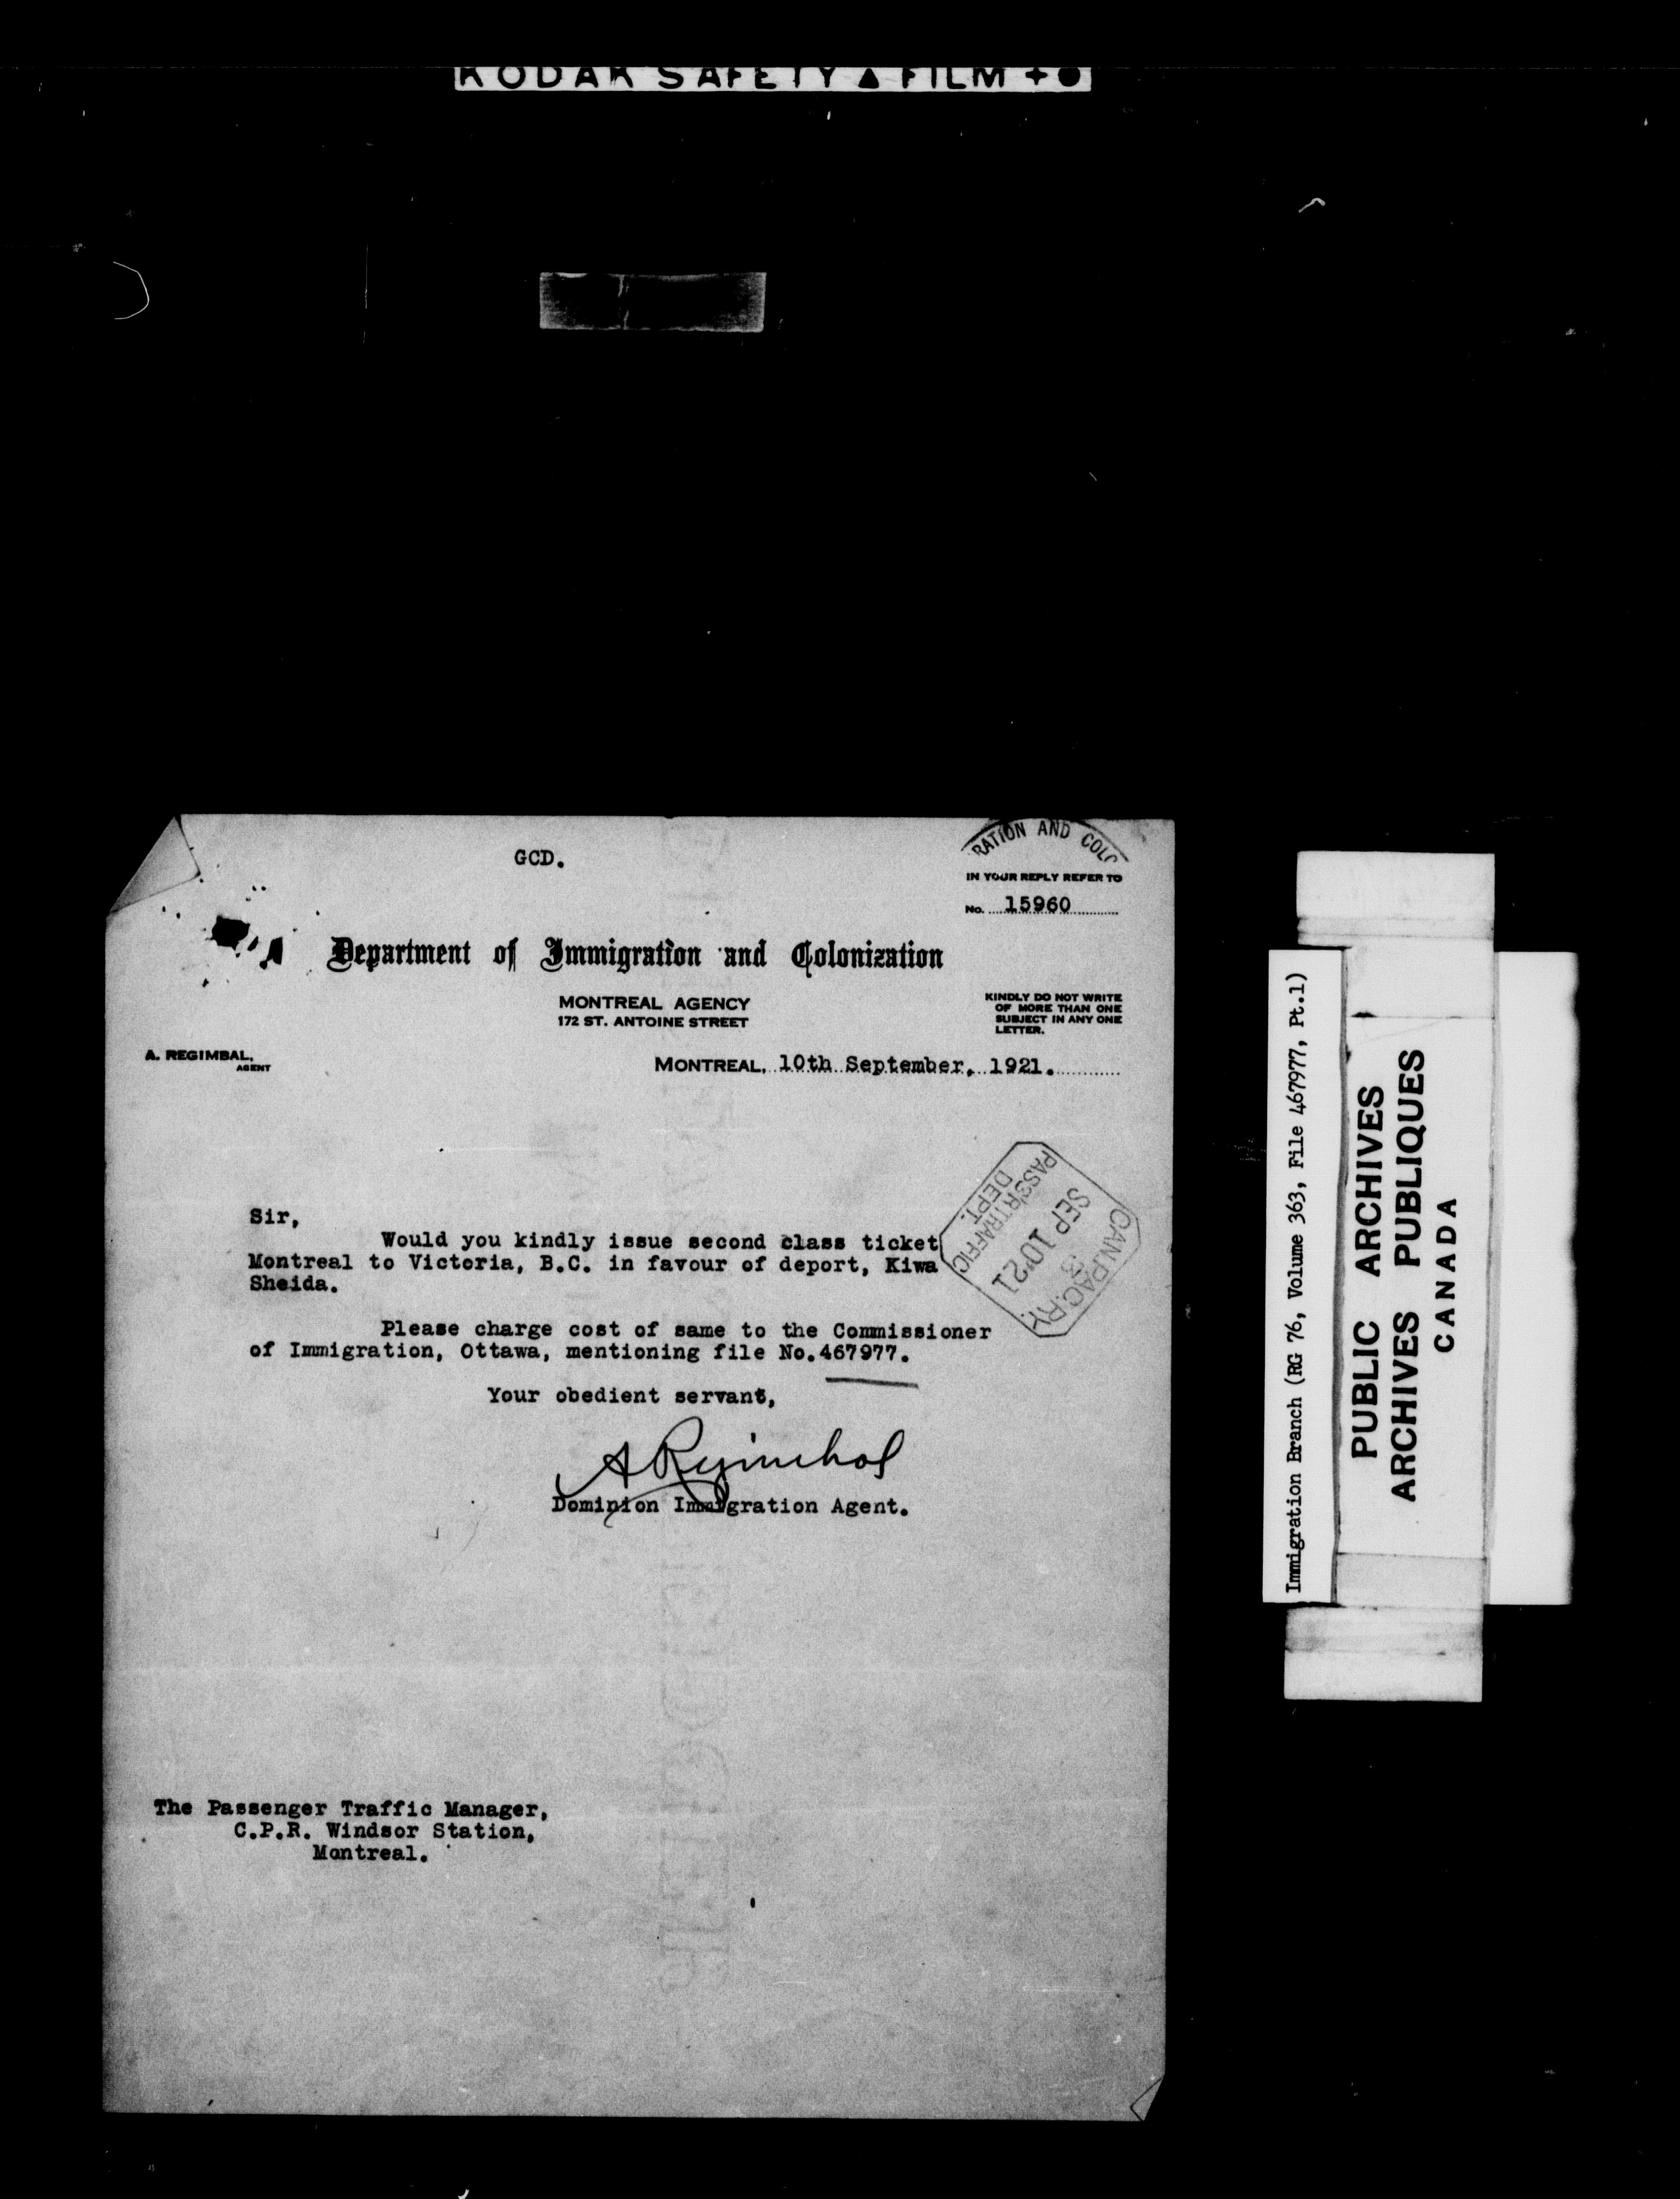 KODAK SAFETY ▲ FILM + ●
GCD.
RATION AND COLO
IN YOUR REPLY REFER TO
No. 15960
Department of Immigration and Colonization
MONTREAL AGENCY
172 ST. ANTOINE STREET
KINDLY DO NOT WRITE
OF MORE THAN ONE
SUBJECT IN ANY ONE
LETTER.
A. REGIMBAL,
AGENT
MONTREAL, 10th September, 1921.
CAN.PAC.RY.
SEP 10'21
PASS'R TRAFFIC
DEPT.
Sir,
Would you kindly issue second class ticket
Montreal to Victoria, B.C. in favour of deport, Kiwa
Sheida.
Please charge cost of same to the Commissioner
of Immigration, Ottawa, mentioning file No.467977.
Your obedient servant,
A Regimbal
Dominion Immigration Agent.
The Passenger Traffic Manager,
C.P.R. Windsor Station,
Montreal.
Immigration Branch (RG 76, Volume 363, File 467977, Pt.1)
PUBLIC ARCHIVES
ARCHIVES PUBLIQUES
CANADA